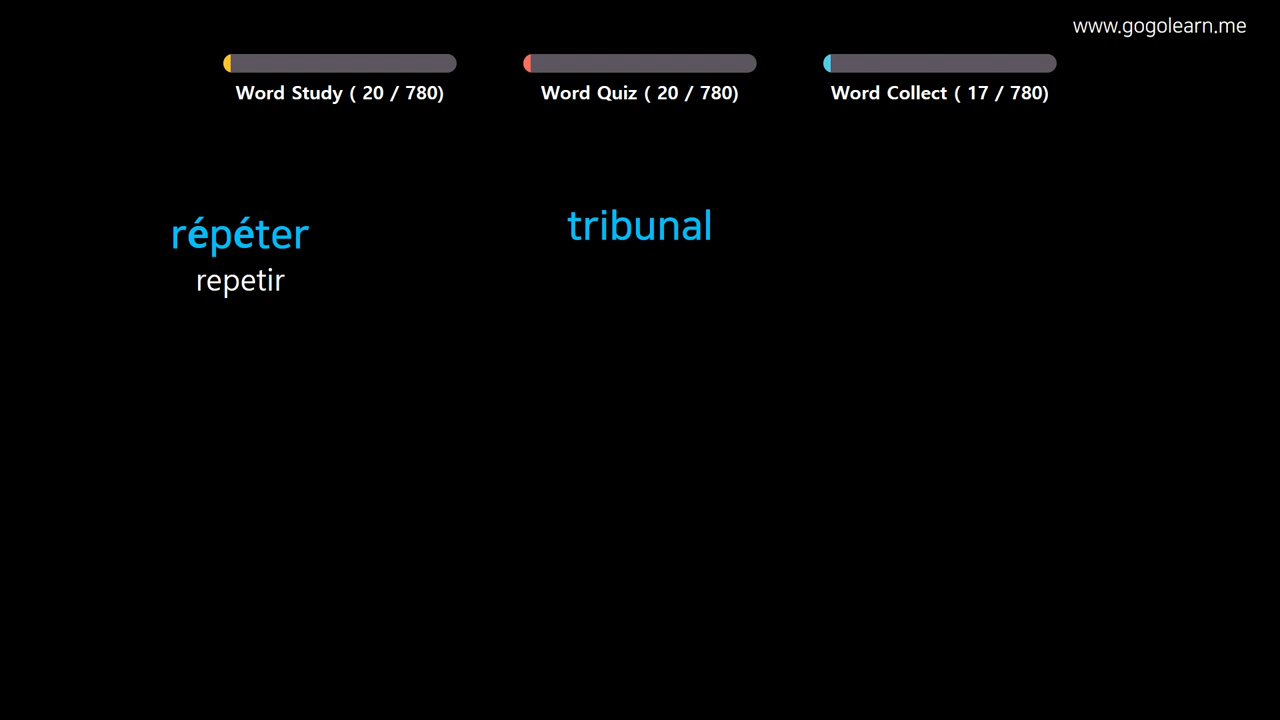 www.gogolearn.me
Word Study ( 20 / 780)
Word Quiz ( 20 / 780)
Word Collect ( 17 / 780)
répéter
repetir
tribunal